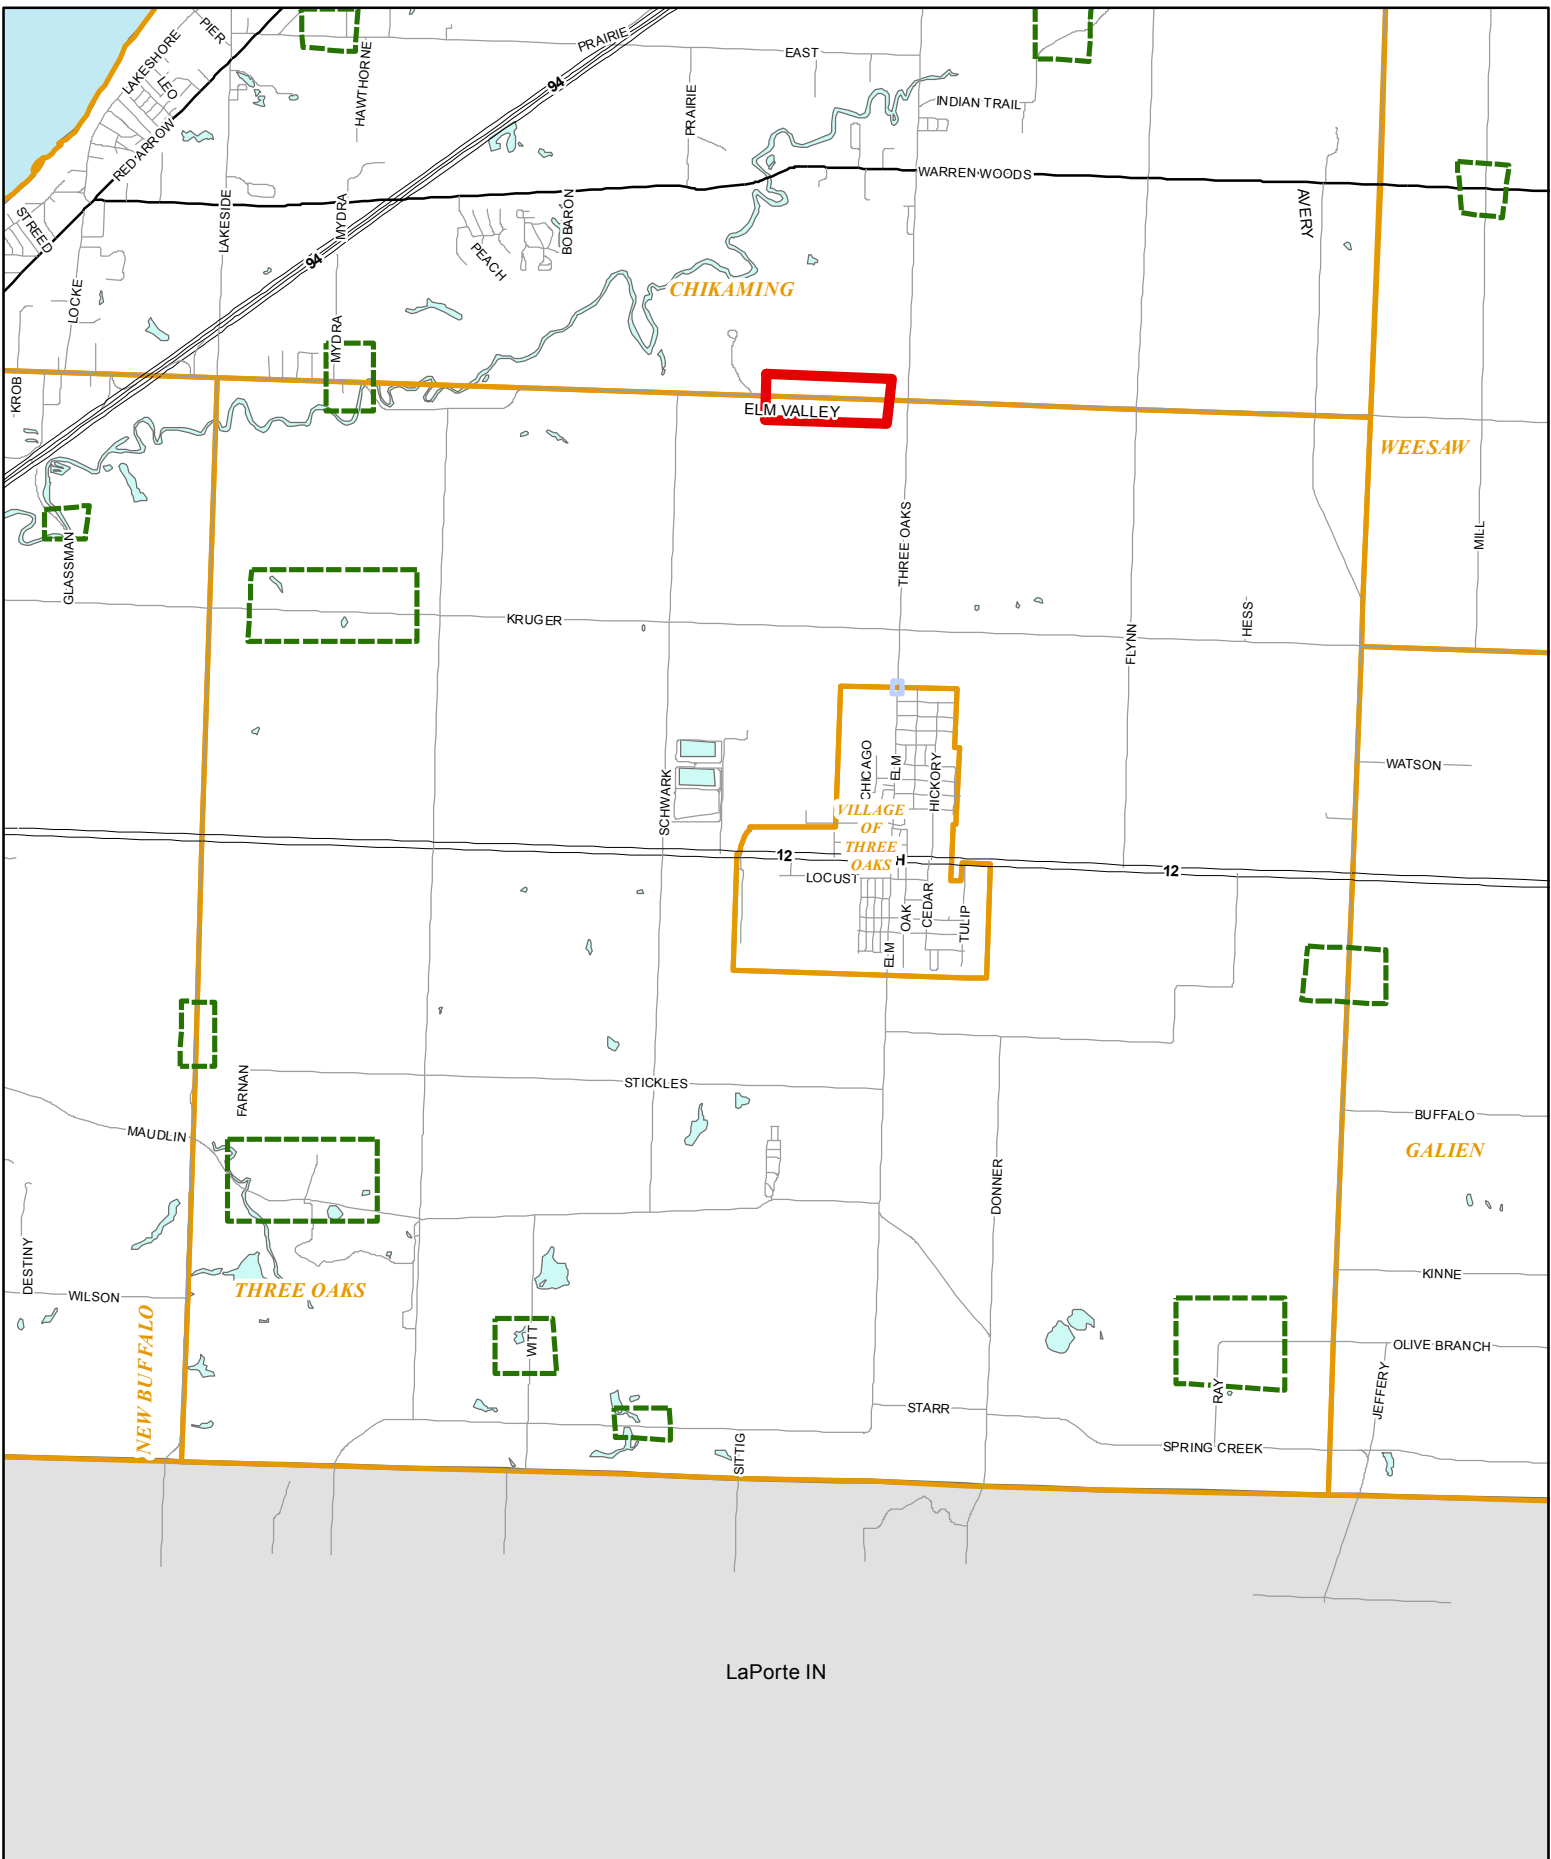 PIER
LAKESHORE
LEO
HAWTHORNE
PRAIRIE
94
EAST
PRAIRIE
INDIAN TRAIL
RED ARROW
WARREN WOODS
STREED
LAKESIDE
MYDRA
BOBARON
PEACH
AVERY
94
LOCKE
CHIKAMING
MYDRA
KROB
ELM VALLEY
WEESAW
GLASSMAN
THREE OAKS
MILL
KRUGER
FLYNN
HESS
CHICAGO
ELM
HICKORY
SCHWARK
WATSON
VILLAGE
OF
THREE
OAKS
12
H
12
LOCUST
OAK
CEDAR
TULIP
ELM
FARNAN
STICKLES
MAUDLIN
BUFFALO
GALIEN
DONNER
DESTINY
WILSON
THREE OAKS
KINNE
NEW BUFFALO
WITT
OLIVE BRANCH
RAY
JEFFERY
STARR
SPRING CREEK
SITTIG
LaPorte IN